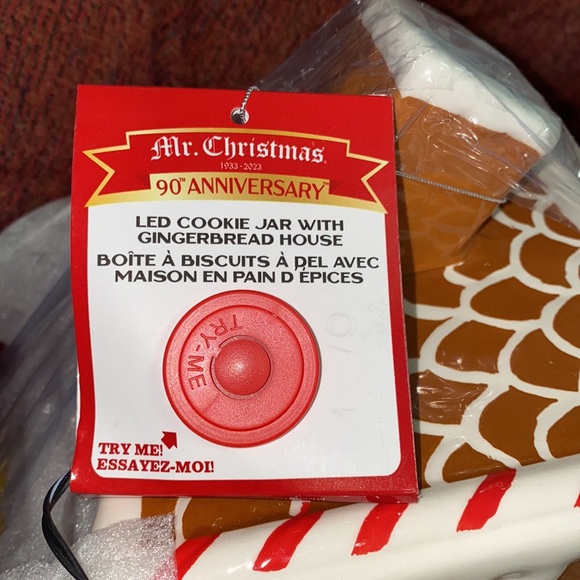 Mr. Christmas
1933 - 2023
90TH ANNIVERSARY™
LED COOKIE JAR WITH
GINGERBREAD HOUSE
BOÎTE À BISCUITS À DEL AVEC
MAISON EN PAIN D ÉPICES
TRY-ME
TRY ME!
ESSAYEZ-MOI!